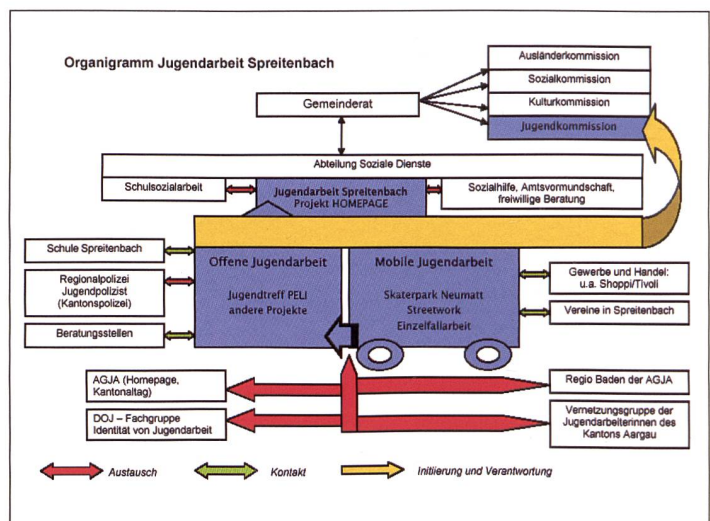 Organigramm Jugendarbeit Spreitenbach
Ausländerkommission
Sozialkommission
Kulturkommission
Jugendkommission
Gemeinderat
Abteilung Soziale Dienste
Schulsozialarbeit
Jugendarbeit Spreitenbach
Projekt HOMEPAGE
Sozialhilfe, Amtsvormundschaft,
freiwillige Beratung
Schule Spreitenbach
Regionalpolizei
Jugendpolizist
(Kantonspolizei)
Beratungsstellen
Offene Jugendarbeit
Jugendtreff PELI
andere Projekte
Mobile Jugendarbeit
Skaterpark Neumatt
Streetwork
Einzelfallarbeit
Gewerbe und Handel:
u.a. Shoppi/Tivoli
Vereine in Spreitenbach
AGJA (Homepage,
Kantonaltag)
Regio Baden der AGJA
DOJ – Fachgruppe
Identität von Jugendarbeit
Vernetzungsgruppe der
Jugendarbeiterinnen des
Kantons Aargau
Austausch
Kontakt
Initiierung und Verantwortung